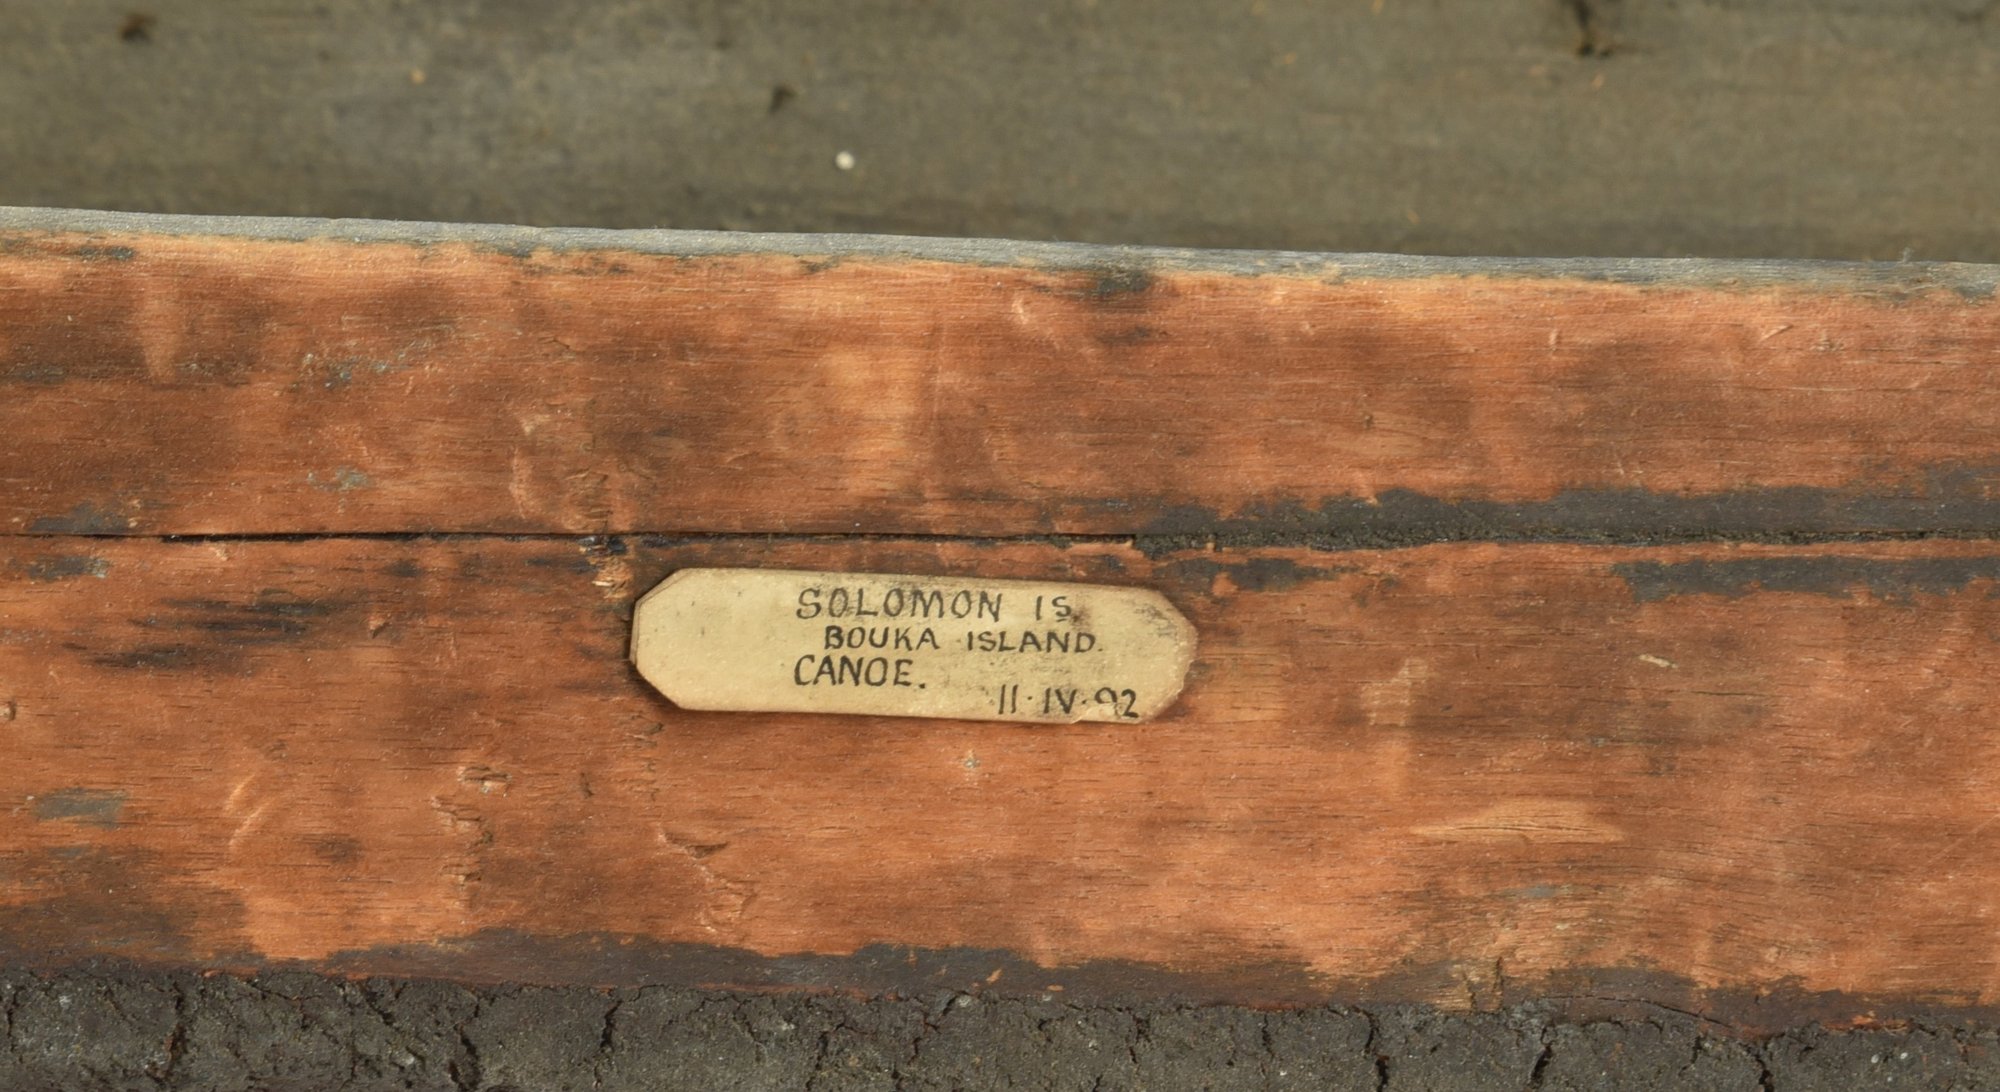 SOLOMON IS
BOUKA ISLAND.
CANOE.
11·IV·92